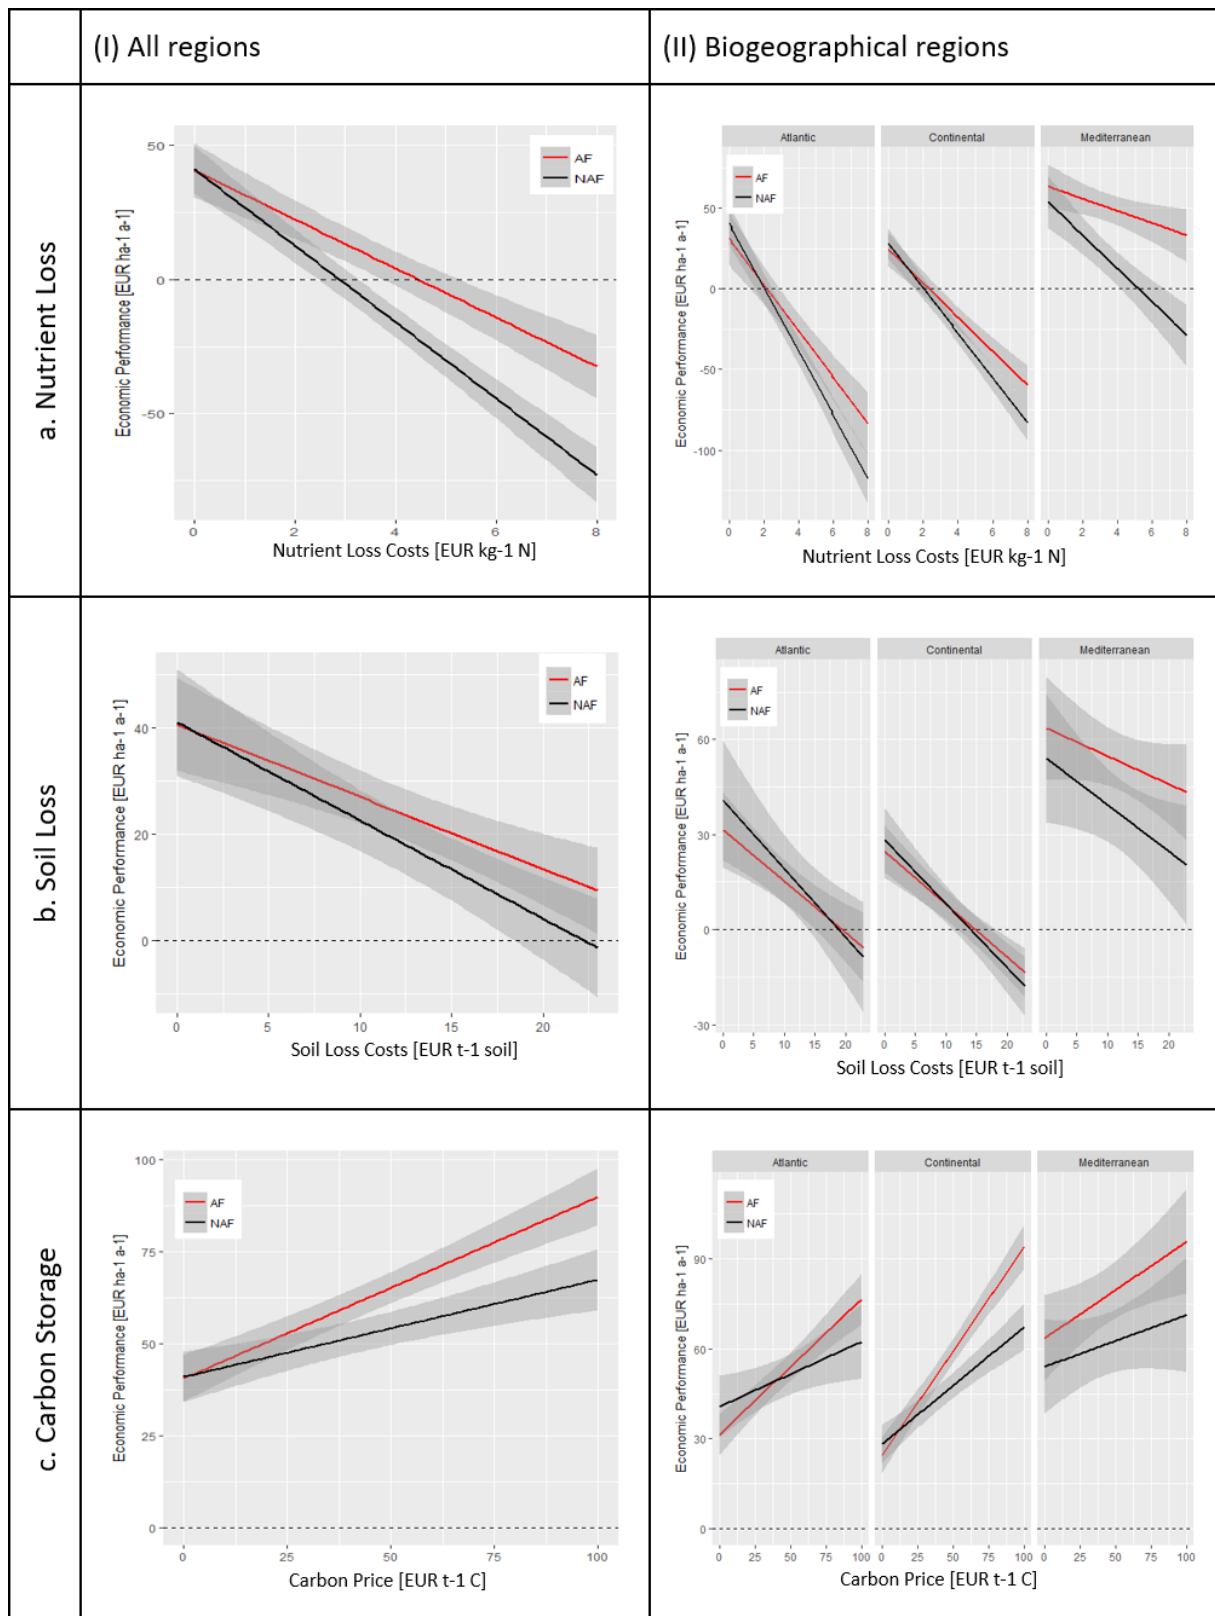 (I) All regions
(II) Biogeographical regions
a. Nutrient Loss
Economic Performance [EUR ha-1 a-1]
50
0
-50
AF
NAF
0 2 4 6 8
Nutrient Loss Costs [EUR kg-1 N]
Economic Performance [EUR ha-1 a-1]
Atlantic Continental Mediterranean
AF
NAF
50
0
-50
-100
0 2 4 6 8 0 2 4 6 8 0 2 4 6 8
Nutrient Loss Costs [EUR kg-1 N]
b. Soil Loss
Economic Performance [EUR ha-1 a-1]
40
20
0
AF
NAF
0 5 10 15 20
Soil Loss Costs [EUR t-1 soil]
Economic Performance [EUR ha-1 a-1]
Atlantic Continental Mediterranean
AF
NAF
60
30
0
-30
0 5 10 15 20 0 5 10 15 20 0 5 10 15 20
Soil Loss Costs [EUR t-1 soil]
c. Carbon Storage
Economic Performance [EUR ha-1 a-1]
100
75
50
25
0
AF
NAF
0 25 50 75 100
Carbon Price [EUR t-1 C]
Economic Performance [EUR ha-1 a-1]
Atlantic Continental Mediterranean
AF
NAF
90
60
30
0
0 25 50 75 100 0 25 50 75 100 0 25 50 75 100
Carbon Price [EUR t-1 C]